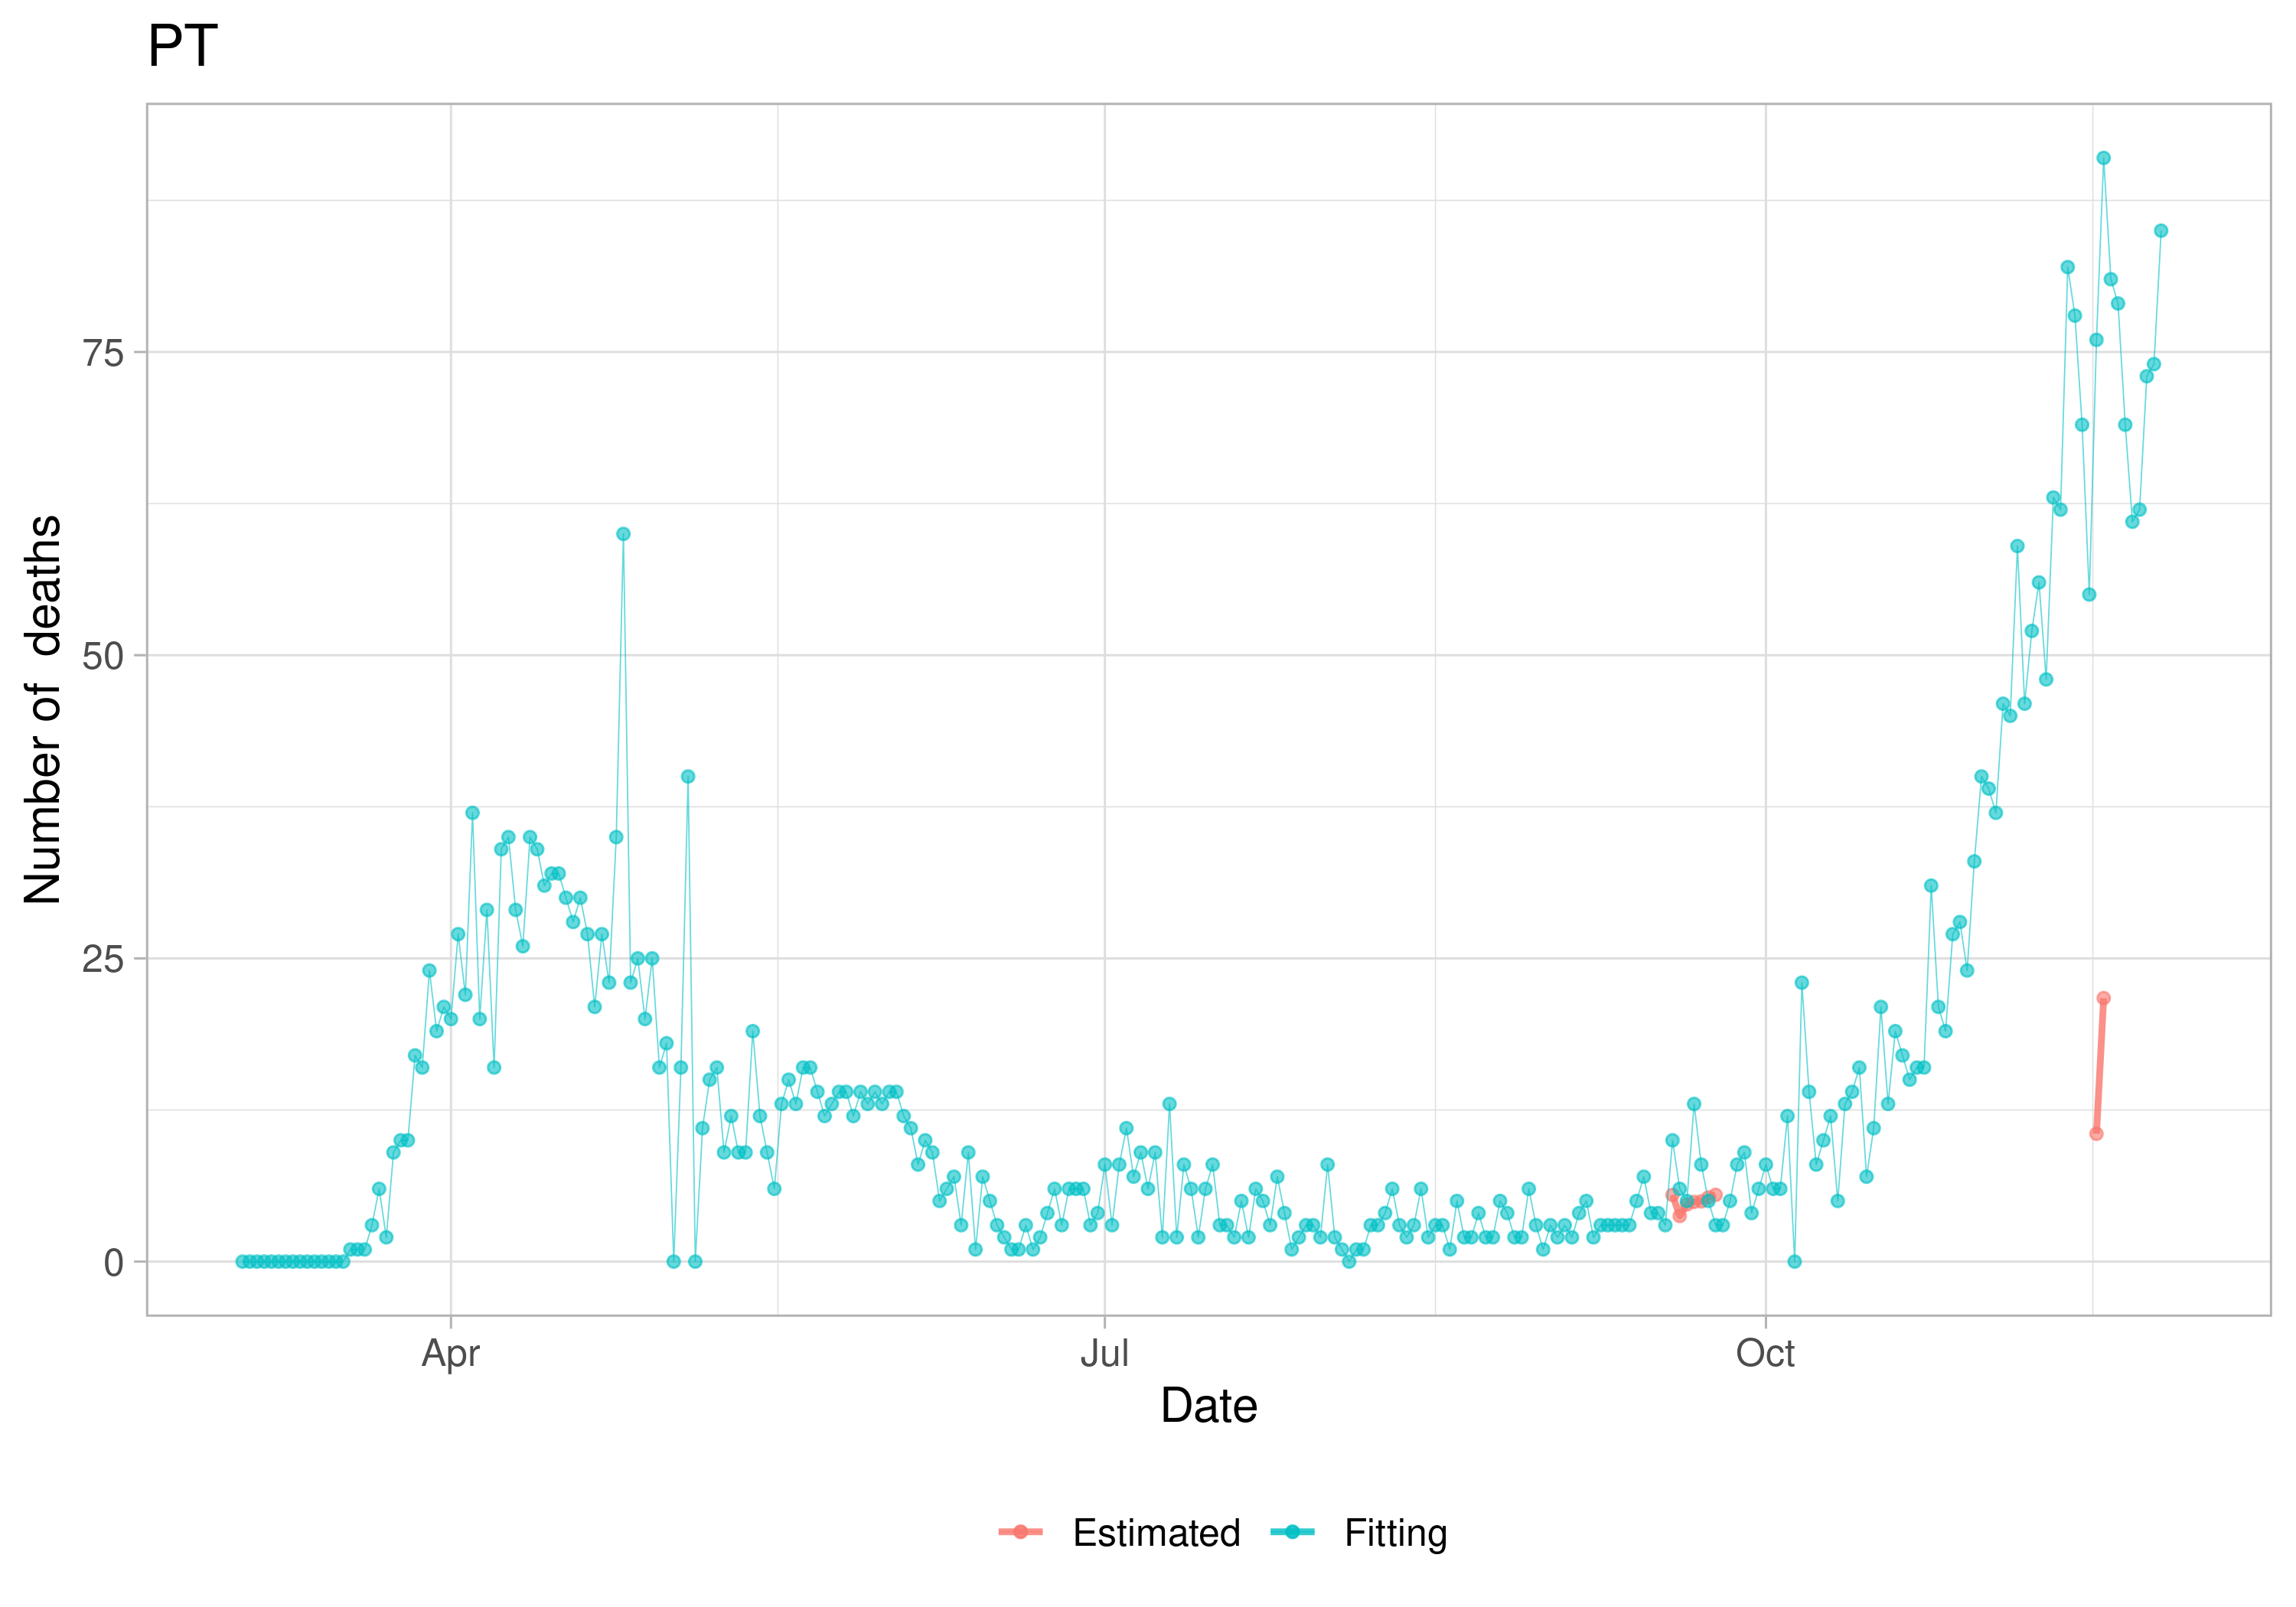 PT
75
50
25
0
Number of  deaths
Apr
Jul
Oct
Date
Estimated
Fitting